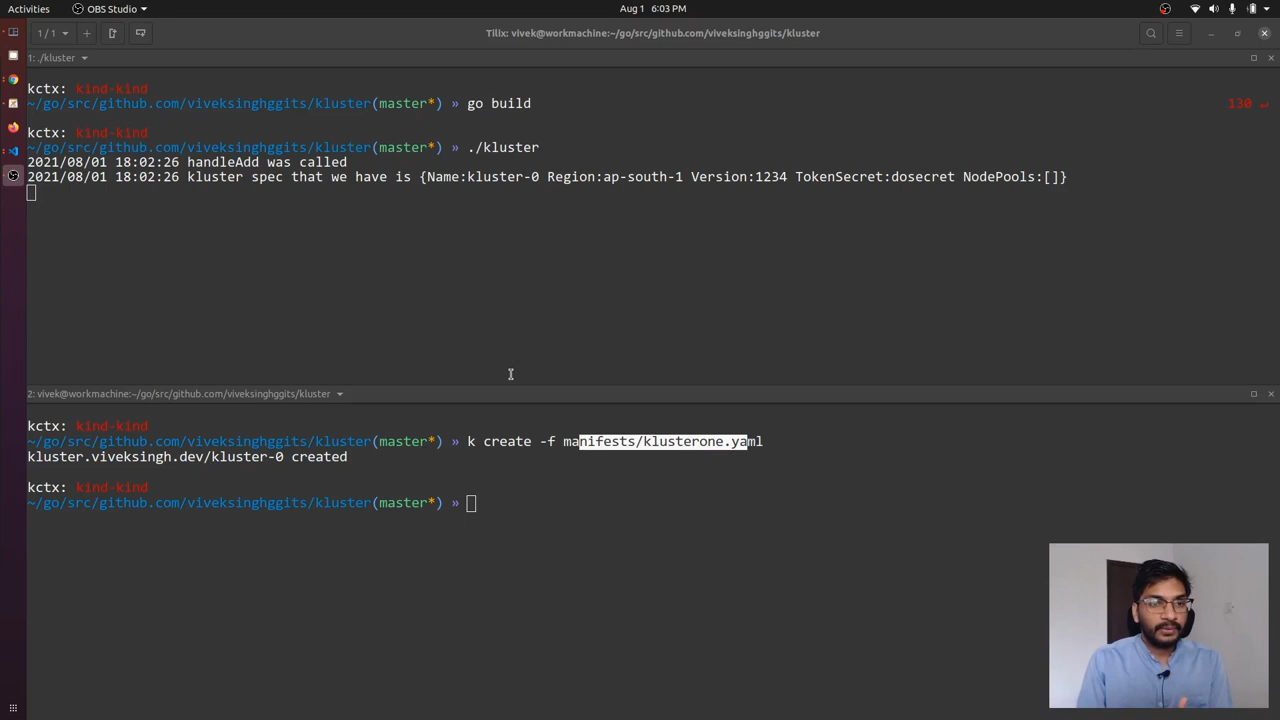 Activities
OBS Studio
Aug 1 6:03 PM
1 / 1
Tilix: vivek@workmachine:~/go/src/github.com/viveksinghggits/kluster
1: ./kluster
kctx: kind-kind
~/go/src/github.com/viveksinghggits/kluster(master*) » go build
130 ↵
kctx: kind-kind
~/go/src/github.com/viveksinghggits/kluster(master*) » ./kluster
2021/08/01 18:02:26 handleAdd was called
2021/08/01 18:02:26 kluster spec that we have is {Name:kluster-0 Region:ap-south-1 Version:1234 TokenSecret:dosecret NodePools:[]}
2: vivek@workmachine:~/go/src/github.com/viveksinghggits/kluster
kctx: kind-kind
~/go/src/github.com/viveksinghggits/kluster(master*) » k create -f manifests/klusterone.yaml
kluster.viveksingh.dev/kluster-0 created
kctx: kind-kind
~/go/src/github.com/viveksinghggits/kluster(master*) »